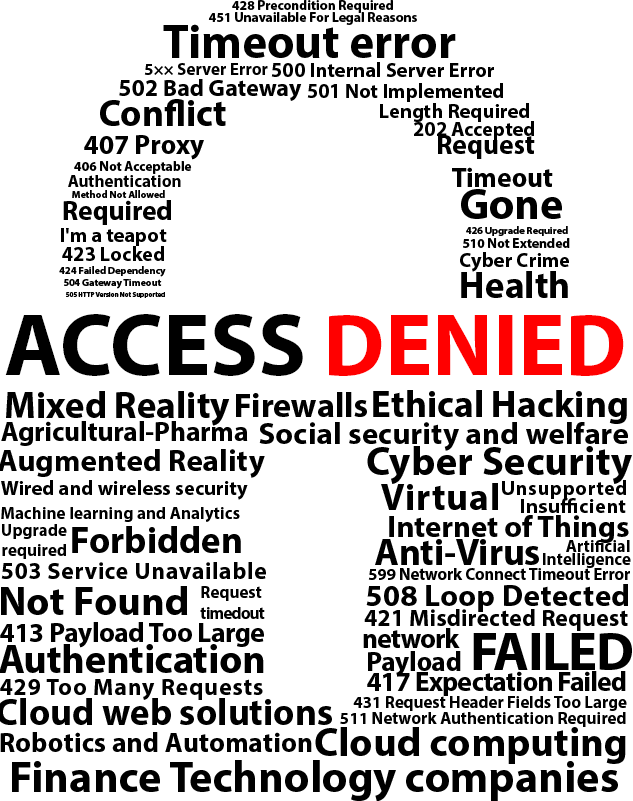 428 Precondition Required
451 Unavailable For Legal Reasons
Timeout error
5×× Server Error 500 Internal Server Error
502 Bad Gateway 501 Not Implemented
Conflict
Length Required
202 Accepted
407 Proxy
Request
406 Not Acceptable
Authentication
Timeout
Method Not Allowed
Required
Gone
I'm a teapot
426 Upgrade Required
423 Locked
510 Not Extended
424 Failed Dependency
Cyber Crime
504 Gateway Timeout
Health
505 HTTP Version Not Supported
ACCESS DENIED
Mixed Reality Firewalls Ethical Hacking
Agricultural-Pharma Social security and welfare
Augmented Reality
Cyber Security
Wired and wireless security
Virtual
Unsupported
Insufficient
Machine learning and Analytics
Internet of Things
Upgrade
required
Forbidden
Anti-Virus
Artificial
Intelligence
503 Service Unavailable
599 Network Connect Timeout Error
Not Found
Request
timedout
508 Loop Detected
413 Payload Too Large
421 Misdirected Request
network
Payload
FAILED
Authentication
429 Too Many Requests
417 Expectation Failed
Cloud web solutions
431 Request Header Fields Too Large
511 Network Authentication Required
Robotics and Automation Cloud computing
Finance Technology companies